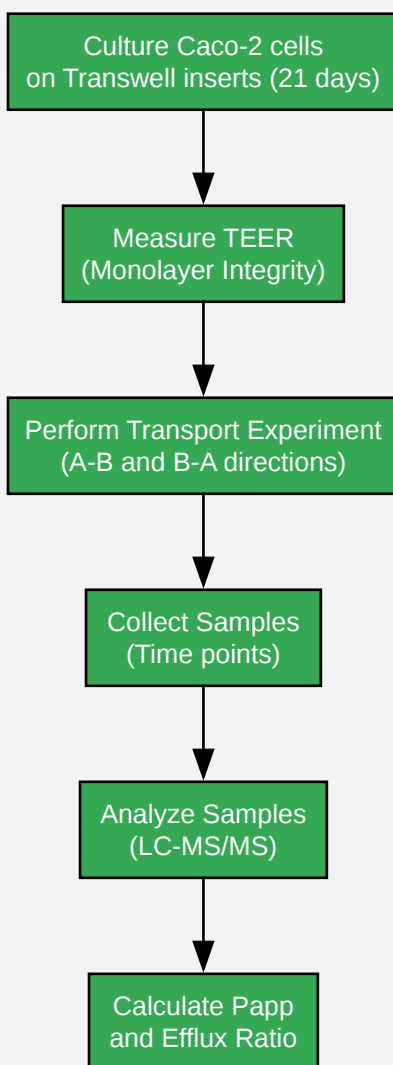 Culture Caco-2 cells
on Transwell inserts (21 days)
Measure TEER
(Monolayer Integrity)
Perform Transport Experiment
(A-B and B-A directions)
Collect Samples
(Time points)
Analyze Samples
(LC-MS/MS)
Calculate Papp
and Efflux Ratio